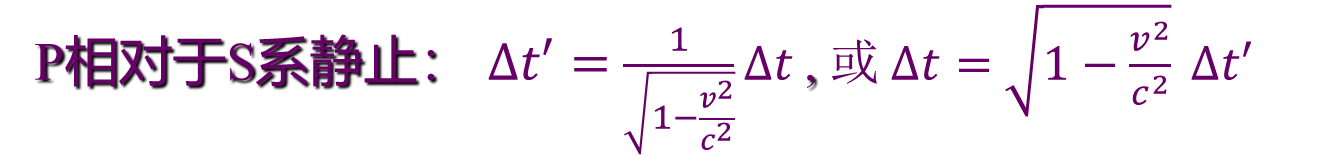 P相对于S系静止： Δt′ = 1/√(1−v²/c²) Δt , 或 Δt = √(1 − v²/c²) Δt′